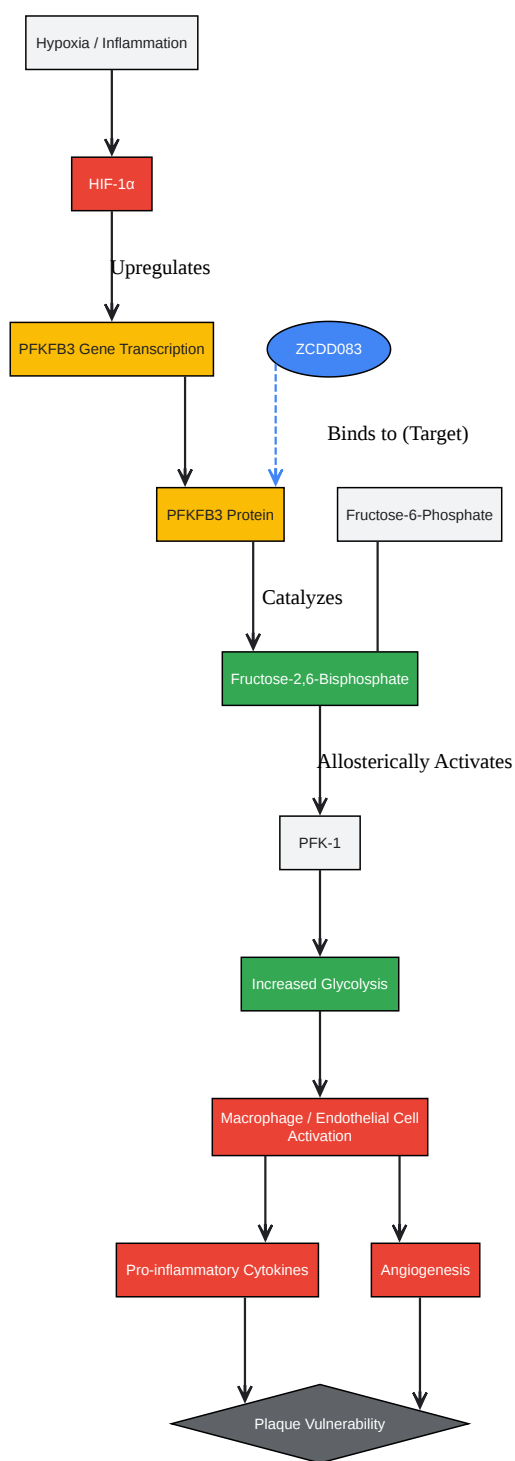 Hypoxia / Inflammation
HIF-1α
Upregulates
PFKFB3 Gene Transcription
ZCDD083
Binds to (Target)
PFKFB3 Protein
Fructose-6-Phosphate
Catalyzes
Fructose-2,6-Bisphosphate
Allosterically Activates
PFK-1
Increased Glycolysis
Macrophage / Endothelial Cell
Activation
Pro-inflammatory Cytokines
Angiogenesis
Plaque Vulnerability